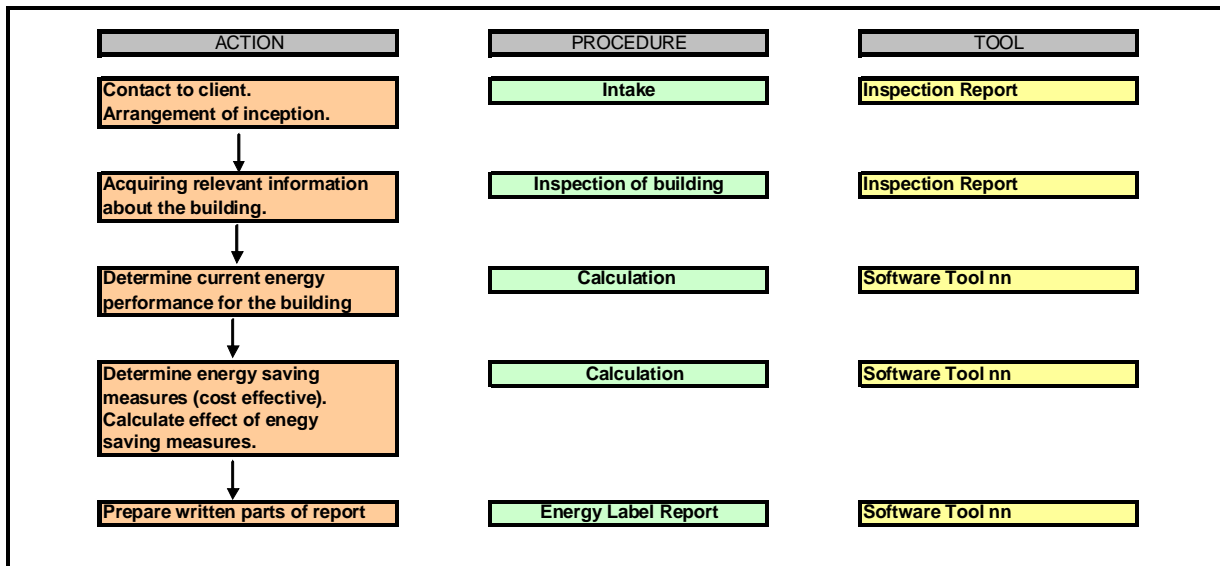 ACTION PROCEDURE TOOL
Contact to client. Intake Inspection Report
Arrangement of inception.
Acquiring relevant information Inspection of building Inspection Report
about the building.
Determine current energy Calculation Software Tool nn
performance for the building
Determine energy saving Calculation Software Tool nn
measures (cost effective).
Calculate effect of enegy
saving measures.
Prepare written parts of report Energy Label Report Software Tool nn